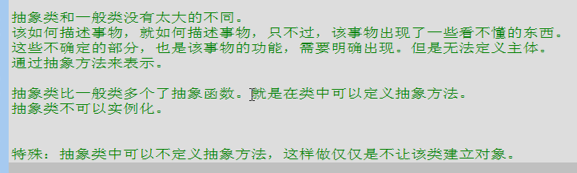 抽象类和一般类没有太大的不同。
该如何描述事物，就如何描述事物，只不过，该事物出现了一些看不懂的东西。
这些不确定的部分，也是该事物的功能，需要明确出现。但是无法定义主体。
通过抽象方法来表示。
抽象类比一般类多个了抽象函数。就是在类中可以定义抽象方法。
抽象类不可以实例化。
特殊：抽象类中可以不定义抽象方法，这样做仅仅是不让该类建立对象。